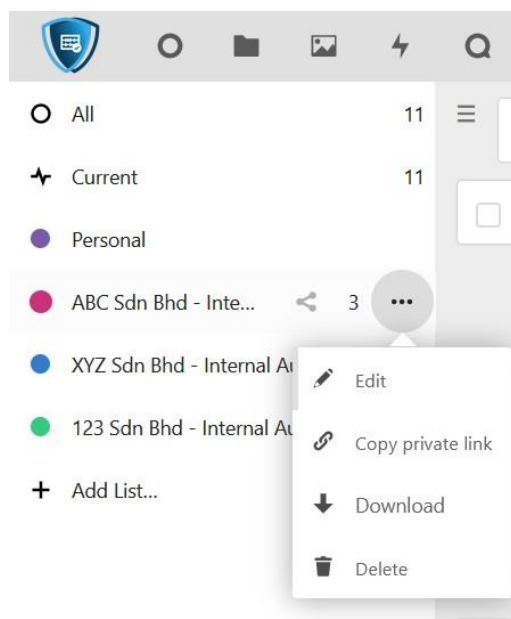 All 11
Current 11
Personal
ABC Sdn Bhd - Inte... 3
XYZ Sdn Bhd - Internal Au
Edit
123 Sdn Bhd - Internal Au
Copy private link
Add List...
Download
Delete